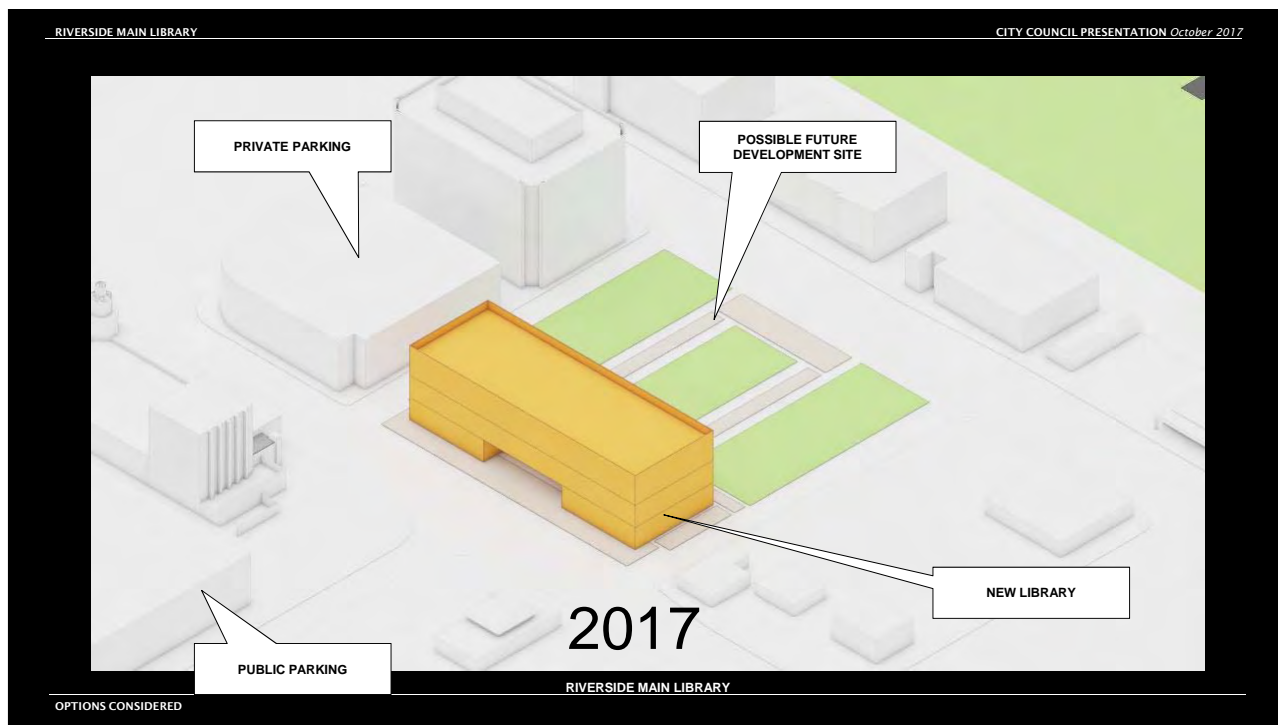 RIVERSIDE MAIN LIBRARY
CITY COUNCIL PRESENTATION October 2017
PRIVATE PARKING
POSSIBLE FUTURE
DEVELOPMENT SITE
NEW LIBRARY
2017
PUBLIC PARKING
RIVERSIDE MAIN LIBRARY
OPTIONS CONSIDERED